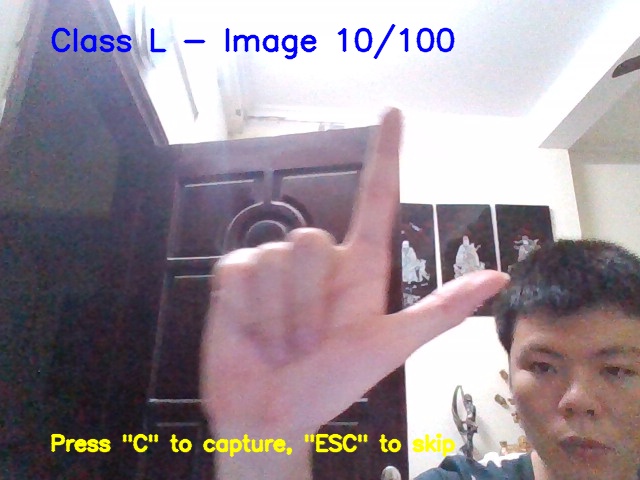 Class L - Image 10/100
Press "C" to capture, "ESC" to skip